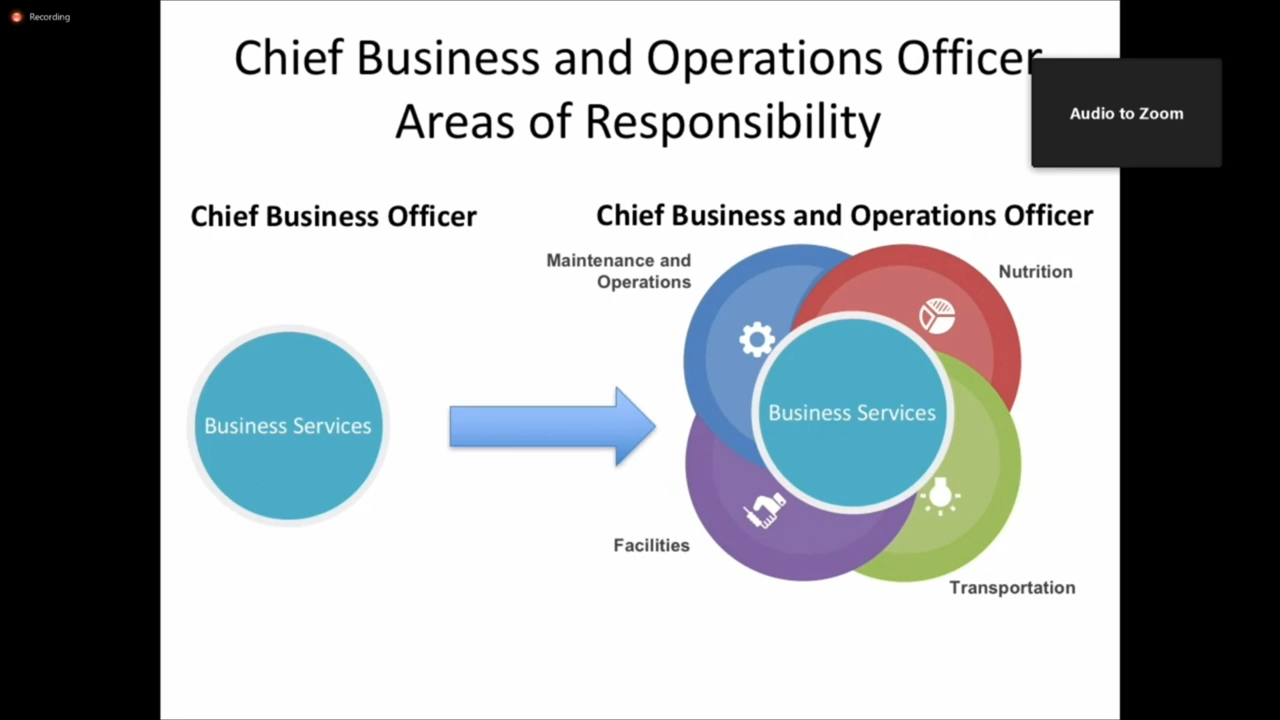 Recording
Chief Business and Operations Officer
Areas of Responsibility
Audio to Zoom
Chief Business Officer
Chief Business and Operations Officer
Maintenance and
Operations
Nutrition
Business Services
Business Services
Facilities
Transportation